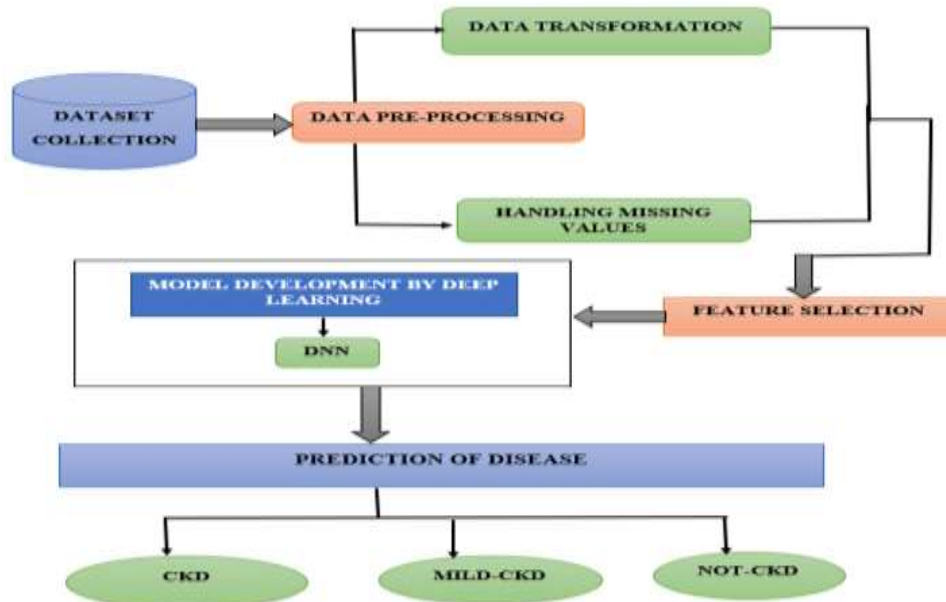 DATA TRANSFORMATION
DATASET
COLLECTION
DATA PRE-PROCESSING
HANDLING MISSING
VALUES
MODEL DEVELOPMENT BY DEEP
LEARNING
DNN
FEATURE SELECTION
PREDICTION OF DISEASE
CKD
MILD-CKD
NOT-CKD